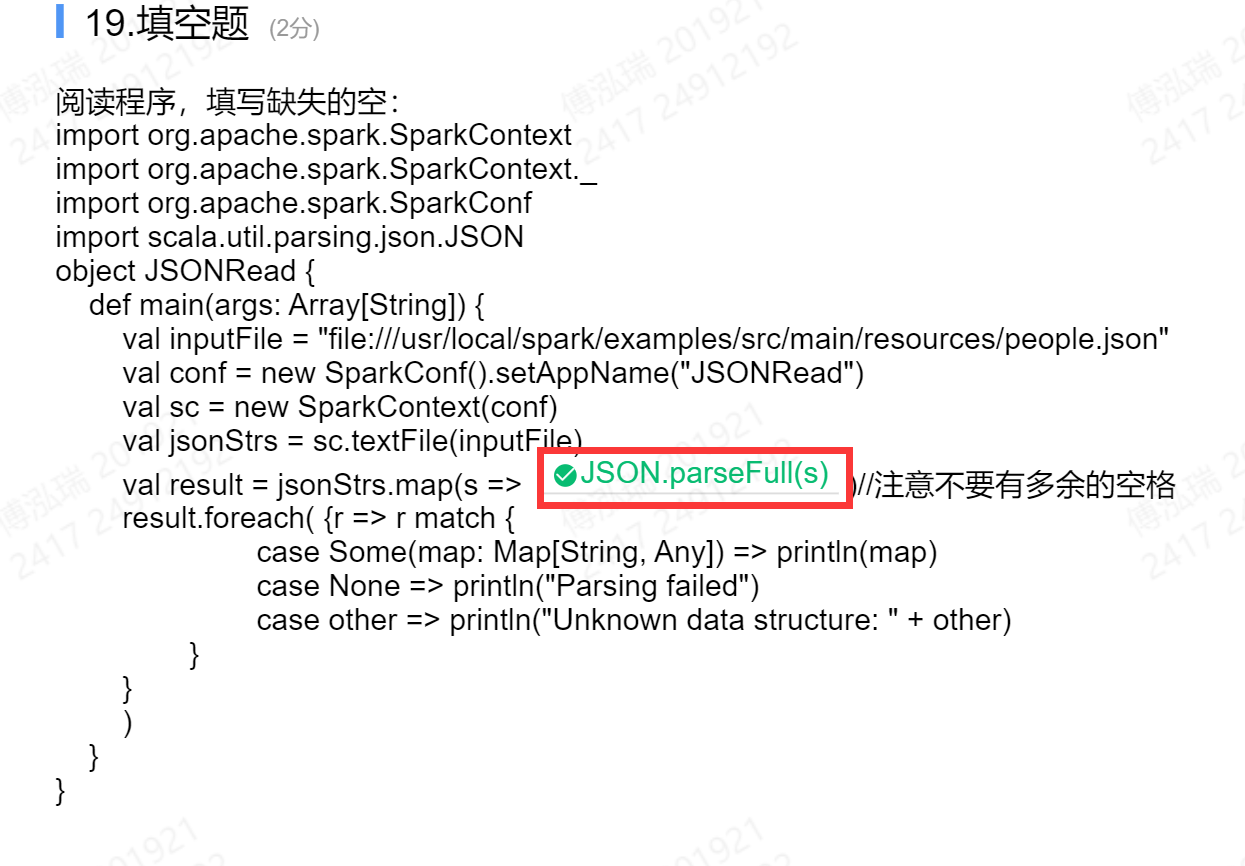 19.填空题 (2分)
阅读程序，填写缺失的空：
import org.apache.spark.SparkContext
import org.apache.spark.SparkContext._
import org.apache.spark.SparkConf
import scala.util.parsing.json.JSON
object JSONRead {
def main(args: Array[String]) {
val inputFile = "file:///usr/local/spark/examples/src/main/resources/people.json"
val conf = new SparkConf().setAppName("JSONRead")
val sc = new SparkContext(conf)
val jsonStrs = sc.textFile(inputFile)
val result = jsonStrs.map(s => JSON.parseFull(s) )//注意不要有多余的空格
result.foreach( {r => r match {
case Some(map: Map[String, Any]) => println(map)
case None => println("Parsing failed")
case other => println("Unknown data structure: " + other)
}
}
)
}
}